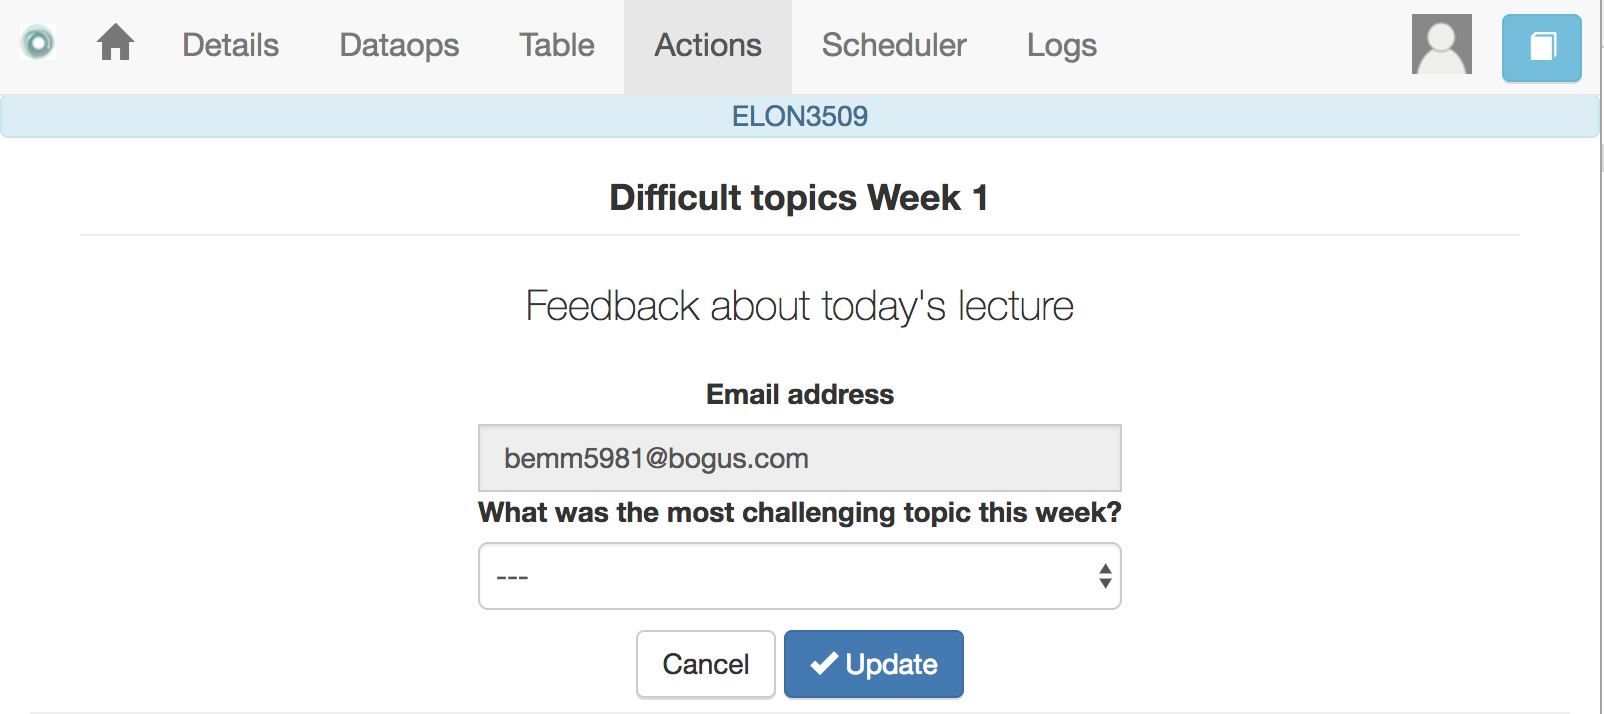 Details Dataops Table Actions Scheduler Logs
ELON3509
Difficult topics Week 1
Feedback about today's lecture
Email address
bemm5981@bogus.com
What was the most challenging topic this week?
---
Cancel Update